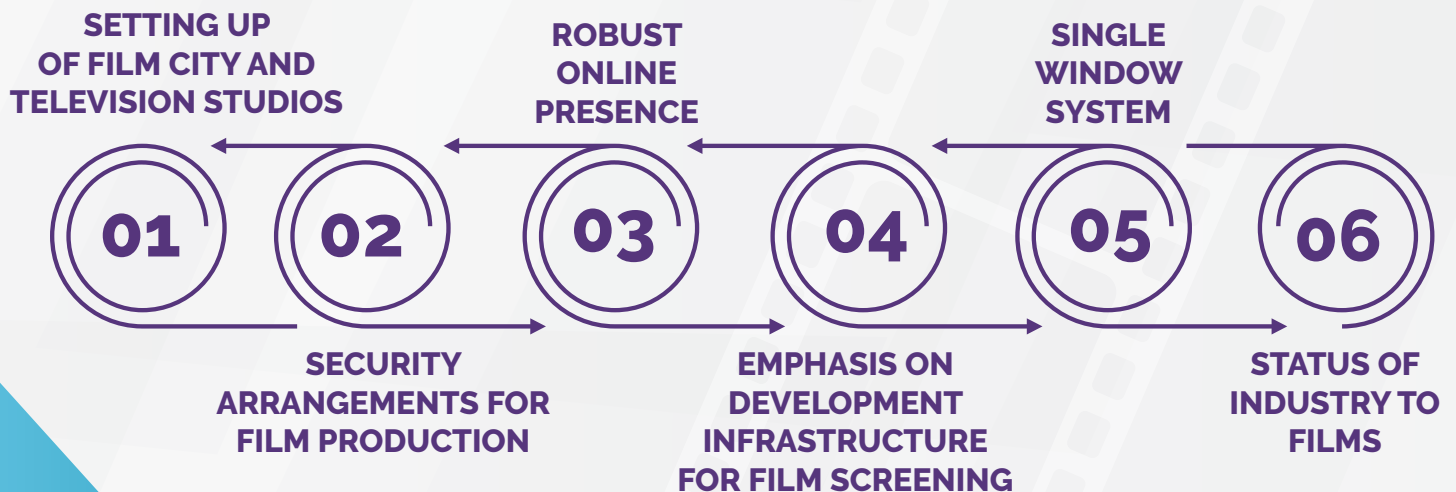 SETTING UP
OF FILM CITY AND
TELEVISION STUDIOS
01
SECURITY
ARRANGEMENTS FOR
FILM PRODUCTION
02
ROBUST
ONLINE
PRESENCE
03
EMPHASIS ON
DEVELOPMENT
INFRASTRUCTURE
FOR FILM SCREENING
04
SINGLE
WINDOW
SYSTEM
05
STATUS OF
INDUSTRY TO
FILMS
06